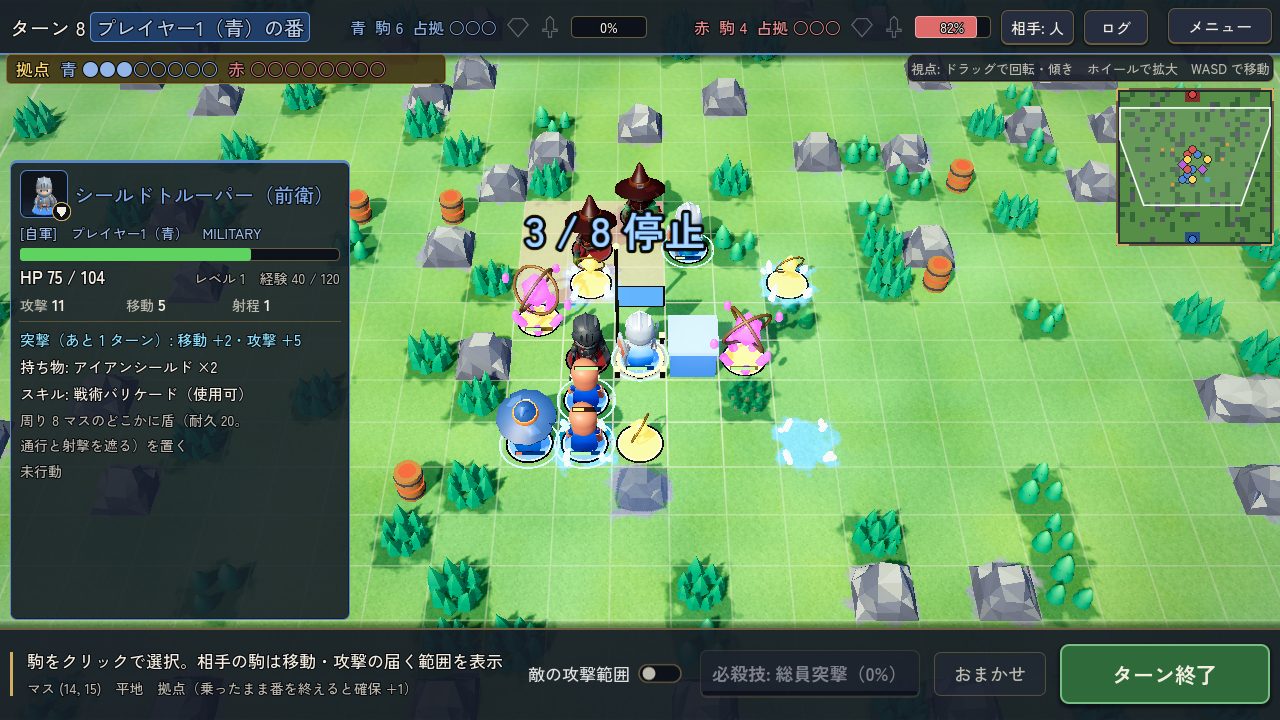 ターン 8 プレイヤー1（青）の番
青 駒 6 占拠 〇〇〇 0%
赤 駒 4 占拠 〇〇〇 82%
相手: 人
ログ
メニュー
拠点 青 赤
視点: ドラッグで回転・傾き ホイールで拡大 WASD で移動
シールドトルーパー（前衛）
[自軍] プレイヤー1（青） MILITARY
HP 75 / 104 レベル 1 経験 40 / 120
攻撃 11 移動 5 射程 1
突撃（あと 1 ターン）: 移動 +2・攻撃 +5
持ち物: アイアンシールド ×2
スキル: 戦術バリケード（使用可）
周り 8 マスのどこかに盾（耐久 20。
通行と射撃を遮る）を置く
未行動
3 / 8 停止
駒をクリックで選択。相手の駒は移動・攻撃の届く範囲を表示
マス (14, 15) 平地 拠点（乗ったまま番を終えると確保 +1）
敵の攻撃範囲
必殺技: 総員突撃（0%）
おまかせ
ターン終了